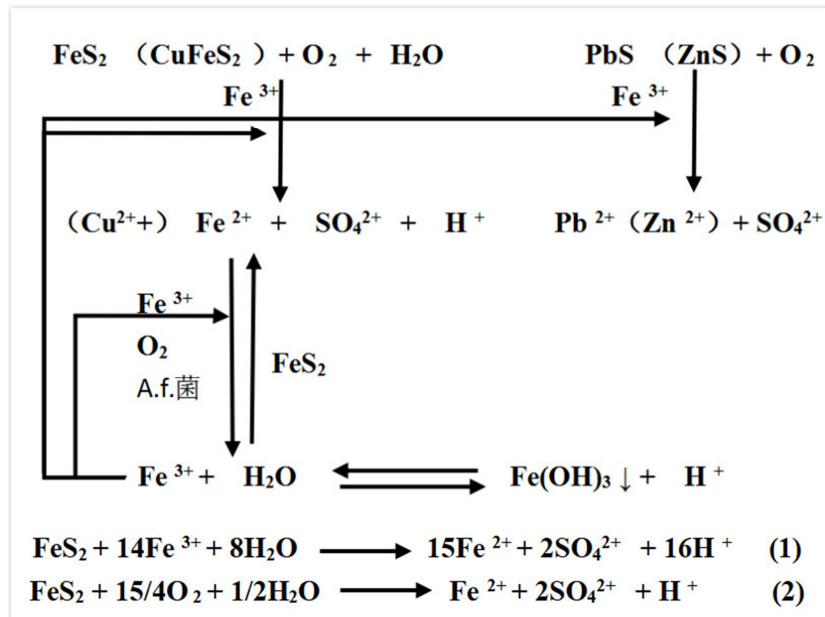 FeS₂ （CuFeS₂ ）+ O₂ + H₂O PbS （ZnS）+ O₂
Fe ³⁺ Fe ³⁺
（Cu²⁺+） Fe ²⁺ + SO₄²⁺ + H ⁺ Pb ²⁺（Zn ²⁺）+ SO₄²⁺
Fe ³⁺
O₂
FeS₂
A.f.菌
Fe ³⁺ + H₂O Fe(OH)₃ ↓ + H ⁺
FeS₂ + 14Fe ³⁺ + 8H₂O 15Fe ²⁺ + 2SO₄²⁺ + 16H ⁺ (1)
FeS₂ + 15/4O ₂ + 1/2H₂O Fe ²⁺ + 2SO₄²⁺ + H ⁺ (2)